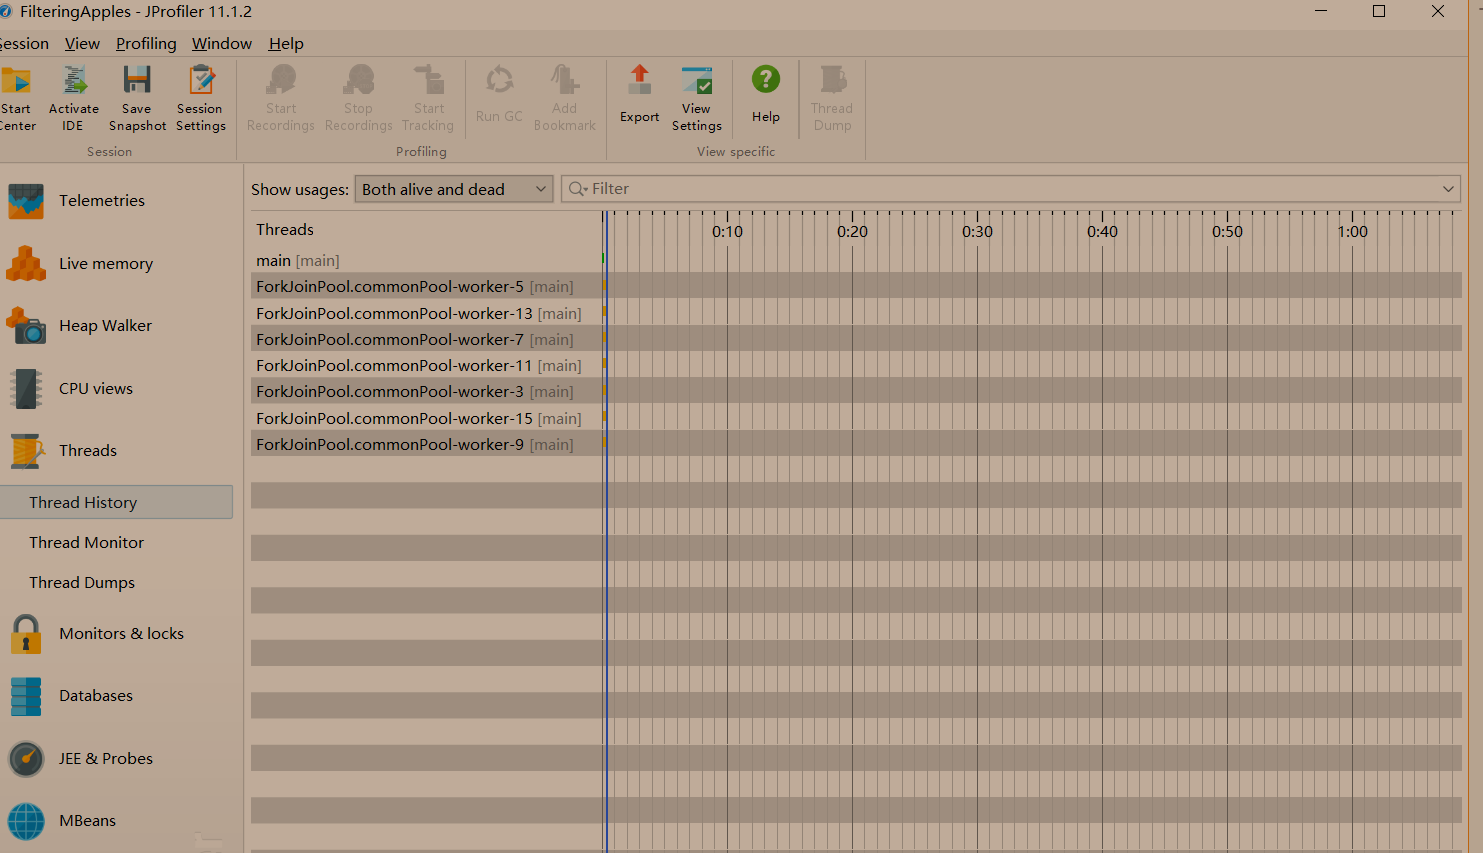 FilteringApples - JProfiler 11.1.2
Session View Profiling Window Help
Start Center
Activate IDE
Save Snapshot
Session Settings
Start Recordings
Stop Recordings
Start Tracking
Run GC
Add Bookmark
Export
View Settings
Help
Thread Dump
Session
Profiling
View specific
Telemetries
Live memory
Heap Walker
CPU views
Threads
Thread History
Thread Monitor
Thread Dumps
Monitors & locks
Databases
JEE & Probes
MBeans
Show usages: Both alive and dead Filter
Threads 0:10 0:20 0:30 0:40 0:50 1:00
main [main]
ForkJoinPool.commonPool-worker-5 [main]
ForkJoinPool.commonPool-worker-13 [main]
ForkJoinPool.commonPool-worker-7 [main]
ForkJoinPool.commonPool-worker-11 [main]
ForkJoinPool.commonPool-worker-3 [main]
ForkJoinPool.commonPool-worker-15 [main]
ForkJoinPool.commonPool-worker-9 [main]